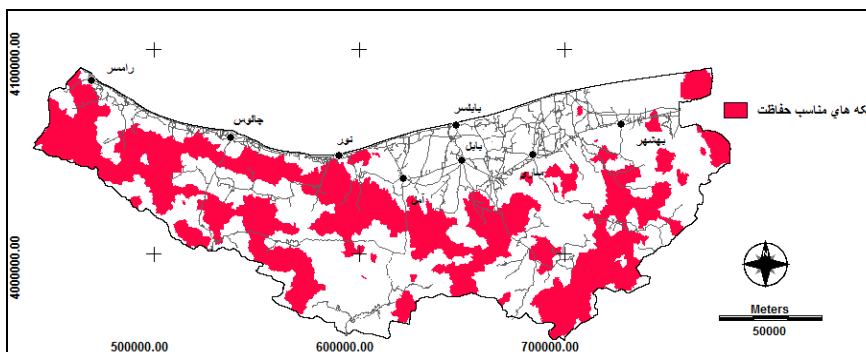 4100000.00
4000000.00
رامسر
چالوس
نور
بابلسر
بابل
ساری
بهشهر
که هاي مناسب حفاظت
Meters
50000
500000.00
600000.00
700000.00